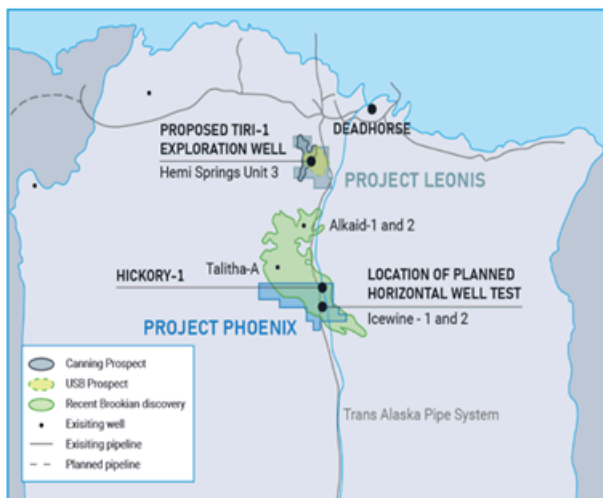 PROPOSED TIRI-1
EXPLORATION WELL
Hemi Springs Unit 3
DEADHORSE
PROJECT LEONIS
Alkaid-1 and 2
Talitha-A
HICKORY-1
LOCATION OF PLANNED
HORIZONTAL WELL TEST
Icewine - 1 and 2
PROJECT PHOENIX
Trans Alaska Pipe System
Canning Prospect
USB Prospect
Recent Brookian discovery
Exisiting well
Exisiting pipeline
Planned pipeline